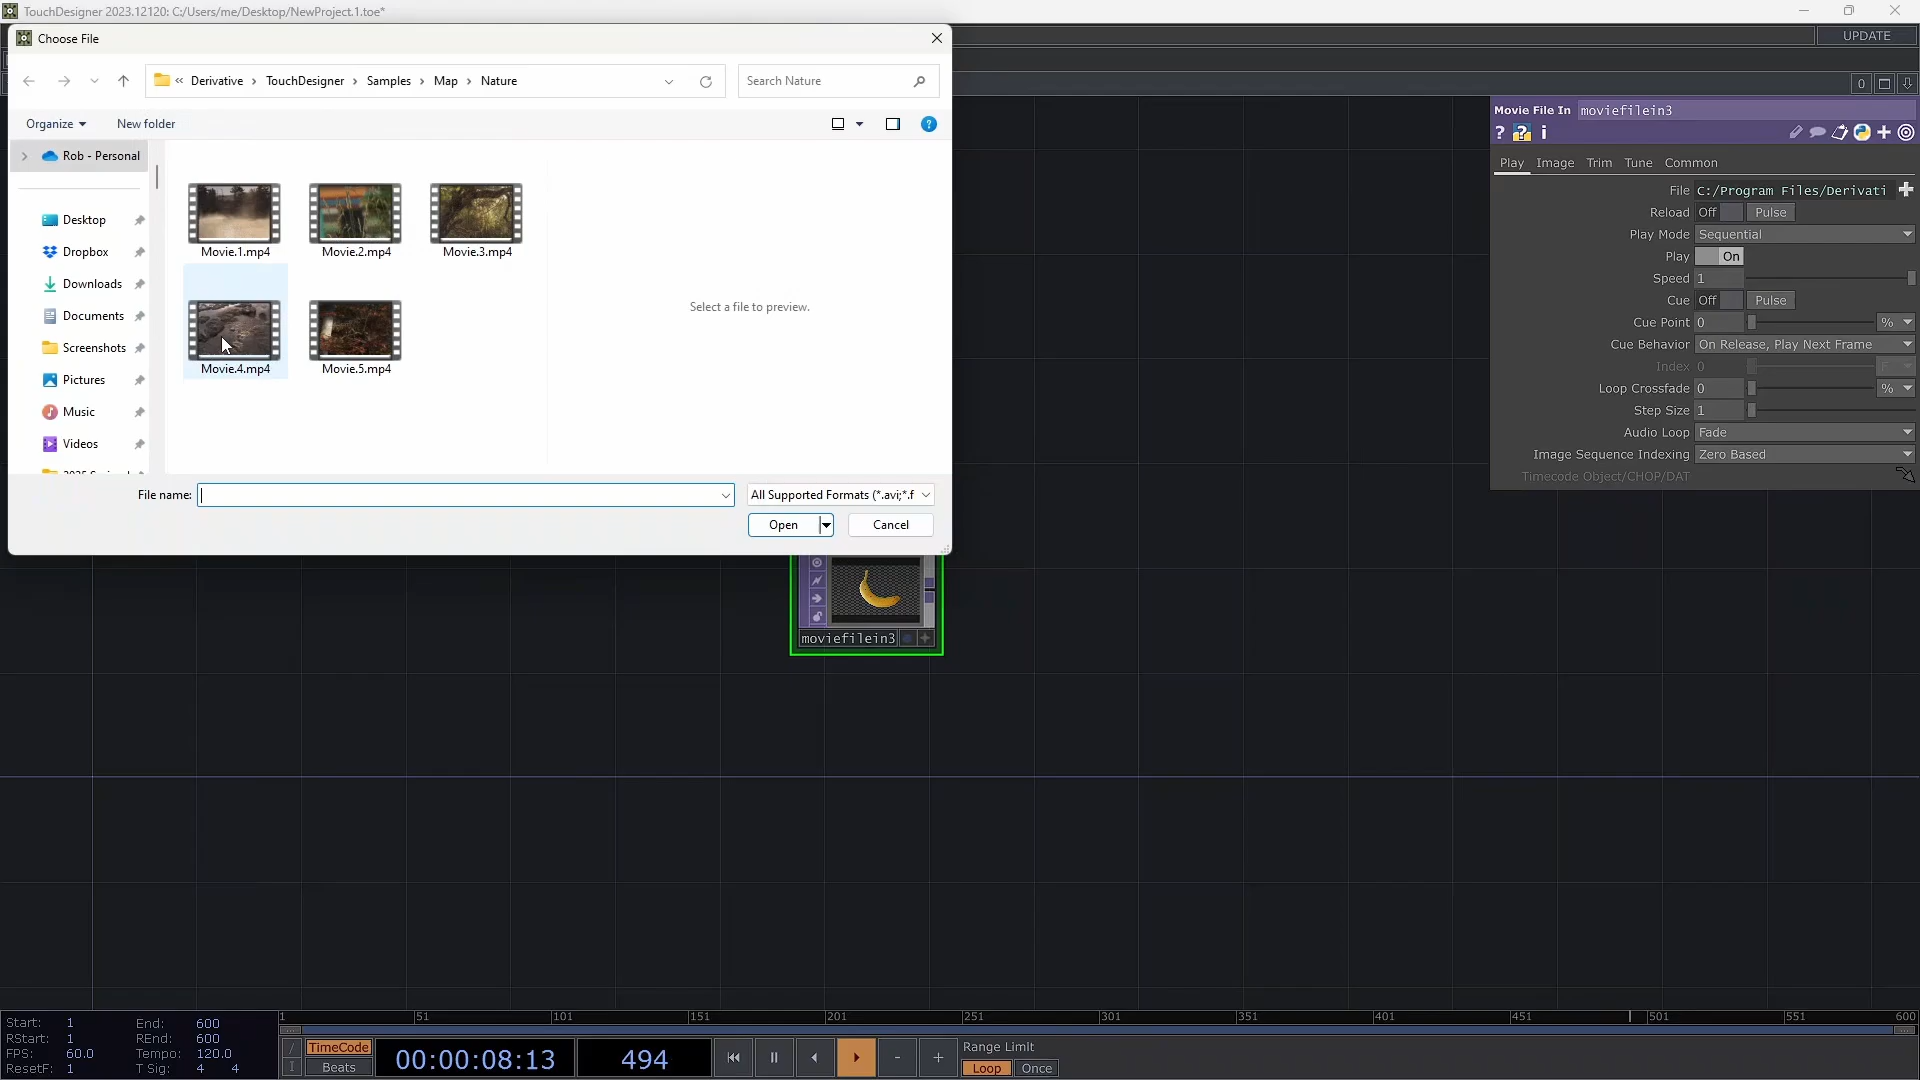 TouchDesigner 2023.12120: C:/Users/me/Desktop/NewProject.1.toe*
UPDATE
0
Choose File
« Derivative > TouchDesigner > Samples > Map > Nature
Search Nature
Organize
New folder
Rob - Personal
Desktop
Dropbox
Downloads
Documents
Screenshots
Pictures
Music
Videos
Movie.1.mp4
Movie.2.mp4
Movie.3.mp4
Movie.4.mp4
Movie.5.mp4
Select a file to preview.
File name:
All Supported Formats (*.avi;*.f
Open
Cancel
Movie File In moviefilein3
Play Image Trim Tune Common
File C:/Program Files/Derivati
Reload Off Pulse
Play Mode Sequential
Play On
Speed 1
Cue Off Pulse
Cue Point 0 %
Cue Behavior On Release, Play Next Frame
Index 0 F
Loop Crossfade 0 %
Step Size 1
Audio Loop Fade
Image Sequence Indexing Zero Based
Timecode Object/CHOP/DAT
moviefilein3
1 51 101 151 201 251 301 351 401 451 501 551 600
Start: 1 End: 600
RStart: 1 REnd: 600
FPS: 60.0 Tempo: 120.0
ResetF: 1 T Sig: 4 4
TimeCode
Beats
00:00:08:13
494
Range Limit
Loop Once